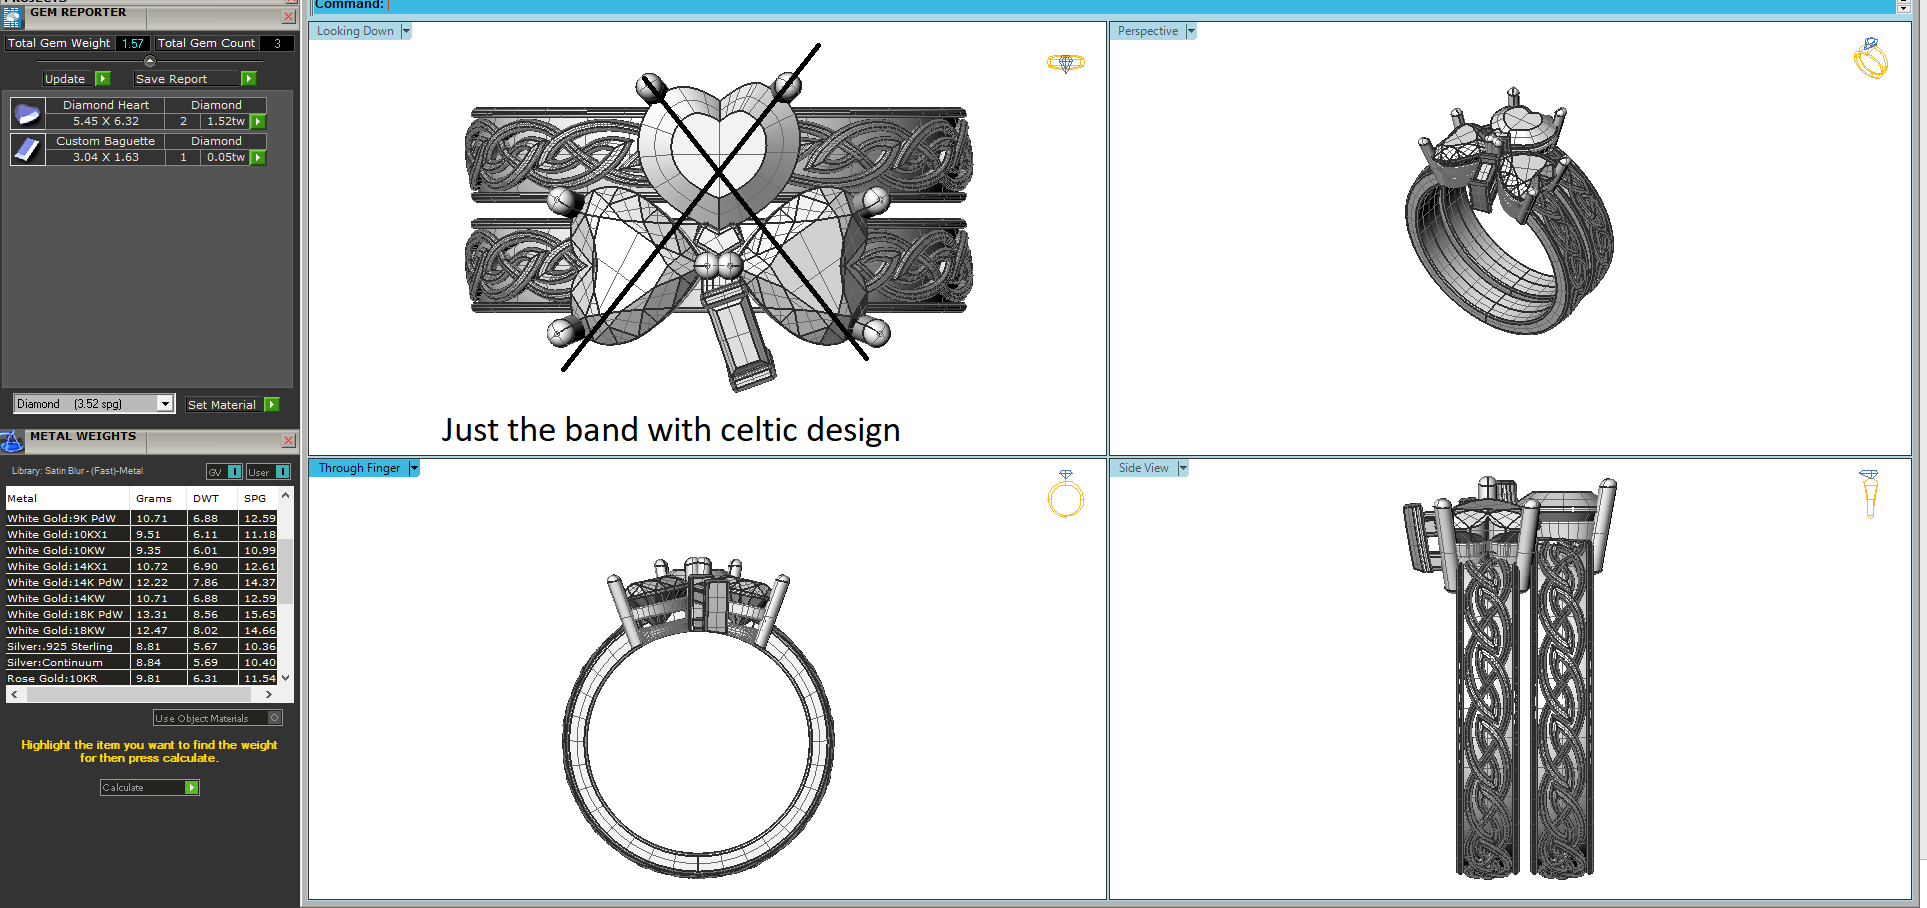 PROJECTS
GEM REPORTER
Total Gem Weight 1.57 Total Gem Count 3
Update Save Report
Diamond Heart Diamond
5.45 X 6.32 2 1.52tw
Custom Baguette Diamond
3.04 X 1.63 1 0.05tw
Diamond (3.52 spg) Set Material
METAL WEIGHTS
Library: Satin Blur - (Fast)-Metal GV User
Metal Grams DWT SPG
White Gold:9K PdW 10.71 6.88 12.59
White Gold:10KX1 9.51 6.11 11.18
White Gold:10KW 9.35 6.01 10.99
White Gold:14KX1 10.72 6.90 12.61
White Gold:14K PdW 12.22 7.86 14.37
White Gold:14KW 10.71 6.88 12.59
White Gold:18K PdW 13.31 8.56 15.65
White Gold:18KW 12.47 8.02 14.66
Silver:.925 Sterling 8.81 5.67 10.36
Silver:Continuum 8.84 5.69 10.40
Rose Gold:10KR 9.81 6.31 11.54
Use Object Materials
Highlight the item you want to find the weight
for then press calculate.
Calculate
Command:
Looking Down
Perspective
Just the band with celtic design
Through Finger
Side View